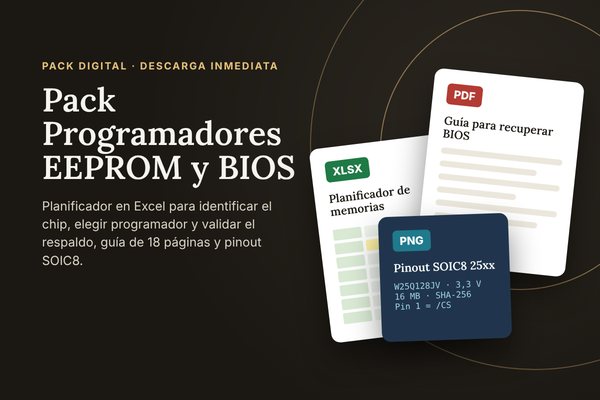 PACK DIGITAL · DESCARGA INMEDIATA
Pack
Programadores
EEPROM y BIOS
Planificador en Excel para identificar el
chip, elegir programador y validar el
respaldo, guía de 18 páginas y pinout
SOIC8.
PDF
Guía para recuperar
BIOS
XLSX
Planificador de
memorias
PNG
Pinout SOIC8 25xx
W25Q128JV · 3,3 V
16 MB · SHA-256
Pin 1 = /CS